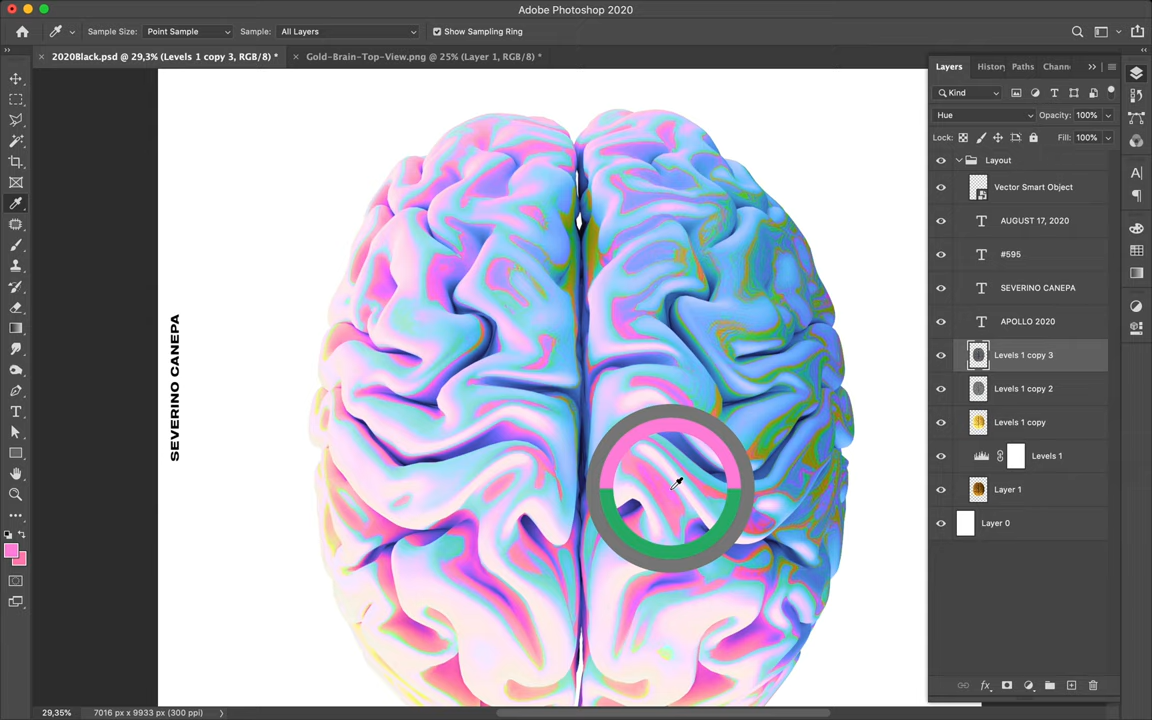 Adobe Photoshop 2020
Sample Size: Point Sample Sample: All Layers Show Sampling Ring
2020Black.psd @ 29,3% (Levels 1 copy 3, RGB/8) *
Gold-Brain-Top-View.png @ 25% (Layer 1, RGB/8) *
SEVERINO CANEPA
Layers History Paths Chann
Kind
Hue Opacity: 100%
Lock: Fill: 100%
Layout
Vector Smart Object
T AUGUST 17, 2020
T #595
T SEVERINO CANEPA
T APOLLO 2020
Levels 1 copy 3
Levels 1 copy 2
Levels 1 copy
Levels 1
Layer 1
Layer 0
fx
29,35% 7016 px x 9933 px (300 ppi)